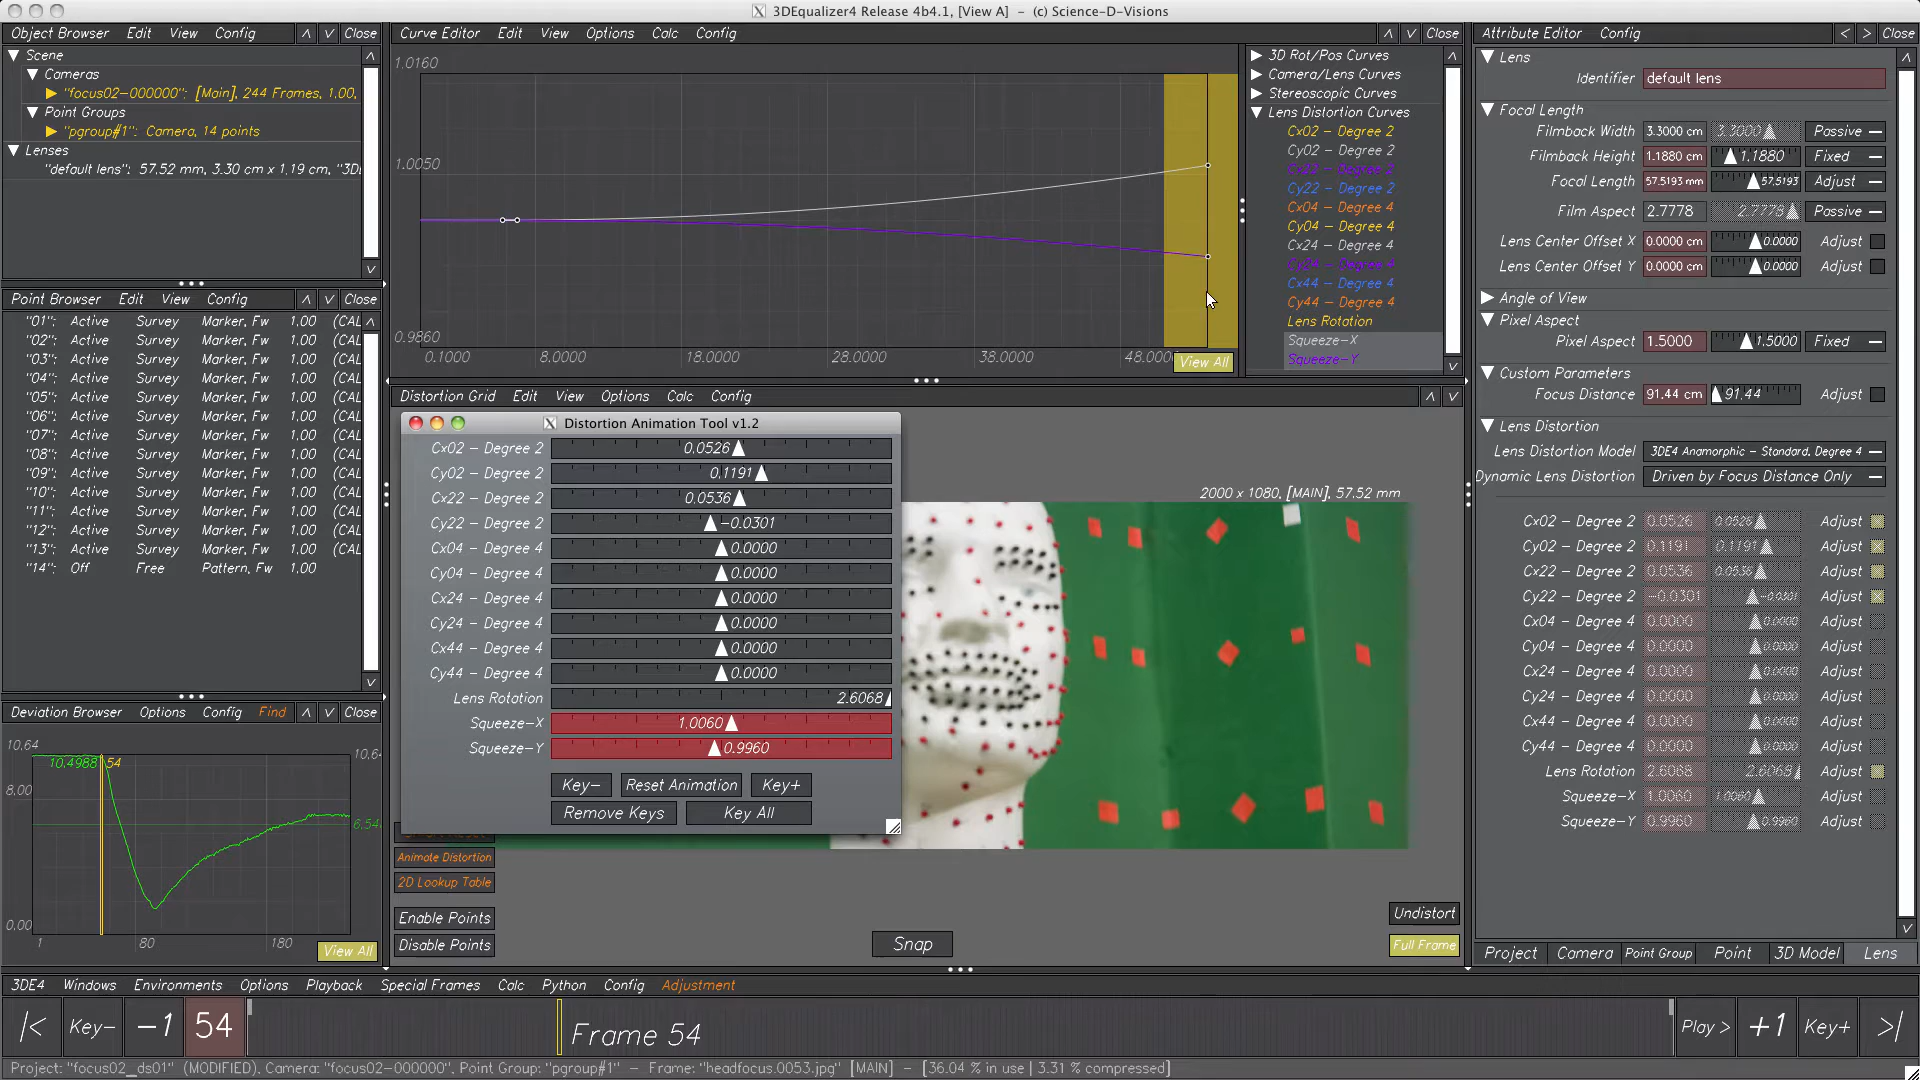 3DEqualizer4 Release 4b4.1, [View A]  –  (c) Science-D-Visions
Object Browser Edit View Config Close
Scene
Cameras
"focus02-000000": [Main], 244 Frames, 1.00,
Point Groups
"pgroup#1": Camera, 14 points
Lenses
"default lens": 57.52 mm, 3.30 cm x 1.19 cm, "3DE
Point Browser Edit View Config Close
"01": Active Survey Marker, Fw 1.00 (CAL
"02": Active Survey Marker, Fw 1.00 (CAL
"03": Active Survey Marker, Fw 1.00 (CAL
"04": Active Survey Marker, Fw 1.00 (CAL
"05": Active Survey Marker, Fw 1.00 (CAL
"06": Active Survey Marker, Fw 1.00 (CAL
"07": Active Survey Marker, Fw 1.00 (CAL
"08": Active Survey Marker, Fw 1.00 (CAL
"09": Active Survey Marker, Fw 1.00 (CAL
"10": Active Survey Marker, Fw 1.00 (CAL
"11": Active Survey Marker, Fw 1.00 (CAL
"12": Active Survey Marker, Fw 1.00 (CAL
"13": Active Survey Marker, Fw 1.00 (CAL
"14": Off Free Pattern, Fw 1.00
Deviation Browser Options Config Find Close
10.64 10.64
10.4988 54
8.00
6.544
0.00
1 80 180
View All
Curve Editor Edit View Options Calc Config Close
1.0160
1.0050
0.9860
0.1000 8.0000 18.0000 28.0000 38.0000 48.0000
View All
3D Rot/Pos Curves
Camera/Lens Curves
Stereoscopic Curves
Lens Distortion Curves
Cx02 – Degree 2
Cy02 – Degree 2
Cx22 – Degree 2
Cy22 – Degree 2
Cx04 – Degree 4
Cy04 – Degree 4
Cx24 – Degree 4
Cy24 – Degree 4
Cx44 – Degree 4
Cy44 – Degree 4
Lens Rotation
Squeeze-X
Squeeze-Y
Distortion Grid Edit View Options Calc Config
Distortion Animation Tool v1.2
Cx02 – Degree 2 0.0526
Cy02 – Degree 2 0.1191
Cx22 – Degree 2 0.0536
Cy22 – Degree 2 –0.0301
Cx04 – Degree 4 0.0000
Cy04 – Degree 4 0.0000
Cx24 – Degree 4 0.0000
Cy24 – Degree 4 0.0000
Cx44 – Degree 4 0.0000
Cy44 – Degree 4 0.0000
Lens Rotation 2.6068
Squeeze-X 1.0060
Squeeze-Y 0.9960
Key– Reset Animation Key+
Remove Keys Key All
2000 x 1080, [MAIN], 57.52 mm
Animate Distortion
2D Lookup Table
Enable Points
Disable Points
Snap
Undistort
Full Frame
Attribute Editor Config < > Close
Lens
Identifier default lens
Focal Length
Filmback Width 3.3000 cm 3.3000 Passive
Filmback Height 1.1880 cm 1.1880 Fixed
Focal Length 57.5193 mm 57.5193 Adjust
Film Aspect 2.7778 2.7778 Passive
Lens Center Offset X 0.0000 cm 0.0000 Adjust
Lens Center Offset Y 0.0000 cm 0.0000 Adjust
Angle of View
Pixel Aspect
Pixel Aspect 1.5000 1.5000 Fixed
Custom Parameters
Focus Distance 91.44 cm 91.44 Adjust
Lens Distortion
Lens Distortion Model 3DE4 Anamorphic – Standard, Degree 4
Dynamic Lens Distortion Driven by Focus Distance Only
Cx02 – Degree 2 0.0526 0.0526 Adjust
Cy02 – Degree 2 0.1191 0.1191 Adjust
Cx22 – Degree 2 0.0536 0.0536 Adjust
Cy22 – Degree 2 –0.0301 –0.0301 Adjust
Cx04 – Degree 4 0.0000 0.0000 Adjust
Cy04 – Degree 4 0.0000 0.0000 Adjust
Cx24 – Degree 4 0.0000 0.0000 Adjust
Cy24 – Degree 4 0.0000 0.0000 Adjust
Cx44 – Degree 4 0.0000 0.0000 Adjust
Cy44 – Degree 4 0.0000 0.0000 Adjust
Lens Rotation 2.6068 2.6068 Adjust
Squeeze-X 1.0060 1.0060 Adjust
Squeeze-Y 0.9960 0.9960 Adjust
Project Camera Point Group Point 3D Model Lens
3DE4 Windows Environments Options Playback Special Frames Calc Python Config Adjustment
|< Key– –1 54 Frame 54 Play > +1 Key+ >|
Project: "focus02_ds01" (MODIFIED), Camera: "focus02-000000", Point Group: "pgroup#1" – Frame: "headfocus.0053.jpg" [MAIN] – [36.04 % in use | 3.31 % compressed]